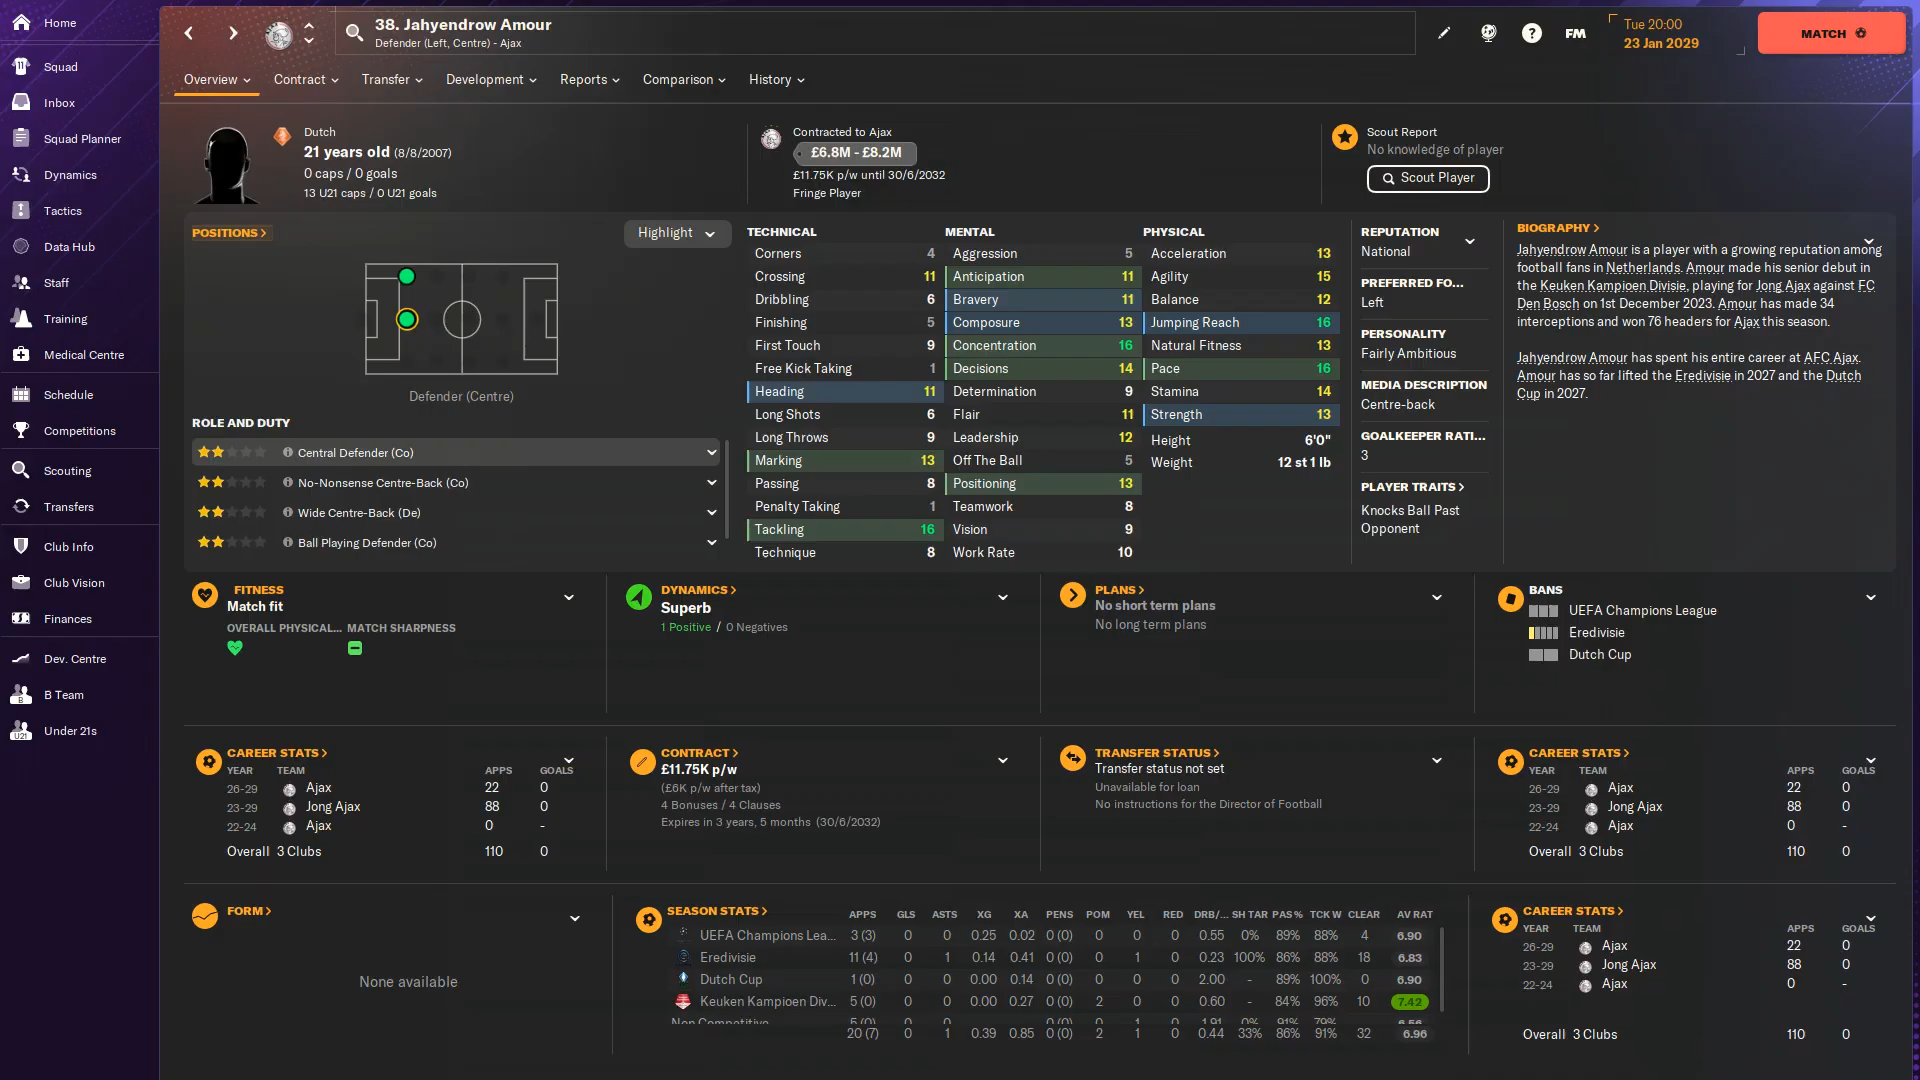 Home
Squad
Inbox
Squad Planner
Dynamics
Tactics
Data Hub
Staff
Training
Medical Centre
Schedule
Competitions
Scouting
Transfers
Club Info
Club Vision
Finances
Dev. Centre
B Team
Under 21s
38. Jahyendrow Amour
Defender (Left, Centre) - Ajax
FM
Tue 20:00
23 Jan 2029
MATCH
Overview
Contract
Transfer
Development
Reports
Comparison
History
Dutch
21 years old (8/8/2007)
0 caps / 0 goals
13 U21 caps / 0 U21 goals
Contracted to Ajax
£6.8M - £8.2M
£11.75K p/w until 30/6/2032
Fringe Player
Scout Report
No knowledge of player
Scout Player
POSITIONS
Highlight
Defender (Centre)
ROLE AND DUTY
Central Defender (Co)
No-Nonsense Centre-Back (Co)
Wide Centre-Back (De)
Ball Playing Defender (Co)
TECHNICAL
Corners 4
Crossing 11
Dribbling 6
Finishing 5
First Touch 9
Free Kick Taking 1
Heading 11
Long Shots 6
Long Throws 9
Marking 13
Passing 8
Penalty Taking 1
Tackling 16
Technique 8
MENTAL
Aggression 5
Anticipation 11
Bravery 11
Composure 13
Concentration 16
Decisions 14
Determination 9
Flair 11
Leadership 12
Off The Ball 5
Positioning 13
Teamwork 8
Vision 9
Work Rate 10
PHYSICAL
Acceleration 13
Agility 15
Balance 12
Jumping Reach 16
Natural Fitness 13
Pace 16
Stamina 14
Strength 13
Height 6'0"
Weight 12 st 1 lb
REPUTATION
National
PREFERRED FO...
Left
PERSONALITY
Fairly Ambitious
MEDIA DESCRIPTION
Centre-back
GOALKEEPER RATI...
3
PLAYER TRAITS
Knocks Ball Past
Opponent
BIOGRAPHY
Jahyendrow Amour is a player with a growing reputation among
football fans in Netherlands. Amour made his senior debut in
the Keuken Kampioen Divisie, playing for Jong Ajax against FC
Den Bosch on 1st December 2023. Amour has made 34
interceptions and won 76 headers for Ajax this season.
Jahyendrow Amour has spent his entire career at AFC Ajax.
Amour has so far lifted the Eredivisie in 2027 and the Dutch
Cup in 2027.
FITNESS
Match fit
OVERALL PHYSICAL... MATCH SHARPNESS
DYNAMICS
Superb
1 Positive / 0 Negatives
PLANS
No short term plans
No long term plans
BANS
UEFA Champions League
Eredivisie
Dutch Cup
CAREER STATS
YEAR TEAM APPS GOALS
26-29 Ajax 22 0
23-29 Jong Ajax 88 0
22-24 Ajax 0 -
Overall 3 Clubs 110 0
CONTRACT
£11.75K p/w
(£6K p/w after tax)
4 Bonuses / 4 Clauses
Expires in 3 years, 5 months (30/6/2032)
TRANSFER STATUS
Transfer status not set
Unavailable for loan
No instructions for the Director of Football
CAREER STATS
YEAR TEAM APPS GOALS
26-29 Ajax 22 0
23-29 Jong Ajax 88 0
22-24 Ajax 0 -
Overall 3 Clubs 110 0
FORM
None available
SEASON STATS APPS GLS ASTS XG XA PENS POM YEL RED DRB/... SH TAR PAS % TCK W CLEAR AV RAT
UEFA Champions Lea... 3 (3) 0 0 0.25 0.02 0 (0) 0 0 0 0.55 0% 89% 88% 4 6.90
Eredivisie 11 (4) 0 1 0.14 0.41 0 (0) 0 1 0 0.23 100% 86% 88% 18 6.83
Dutch Cup 1 (0) 0 0 0.00 0.14 0 (0) 0 0 0 2.00 - 89% 100% 0 6.90
Keuken Kampioen Div... 5 (0) 0 0 0.00 0.27 0 (0) 2 0 0 0.60 - 84% 96% 10 7.42
Non Competitive 5 (0) 0 0 0 (0) 0 1 0 1.91 0% 91% 79% 6.56
20 (7) 0 1 0.39 0.85 0 (0) 2 1 0 0.44 33% 86% 91% 32 6.96
CAREER STATS
YEAR TEAM APPS GOALS
26-29 Ajax 22 0
23-29 Jong Ajax 88 0
22-24 Ajax 0 -
Overall 3 Clubs 110 0